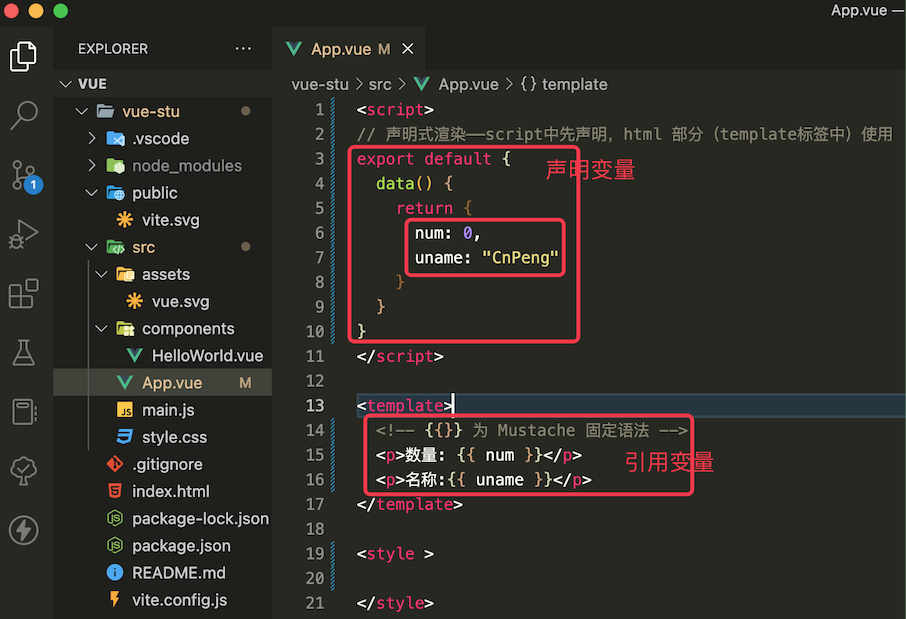 App.vue —
EXPLORER ...
App.vue M ×
VUE
vue-stu
.vscode
node_modules
public
vite.svg
src
assets
vue.svg
components
HelloWorld.vue
App.vue M
main.js
style.css
.gitignore
index.html
package-lock.json
package.json
README.md
vite.config.js
1
vue-stu > src > App.vue > {} template
1 <script>
2 // 声明式渲染——script中先声明，html 部分（template标签中）使用
3 export default {
声明变量
4 data() {
5 return {
6 num: 0,
7 uname: "CnPeng"
8 }
9 }
10 }
11 </script>
12
13 <template>
14 <!-- {{}} 为 Mustache 固定语法 -->
15 <p>数量: {{ num }}</p>
引用变量
16 <p>名称:{{ uname }}</p>
17 </template>
18
19 <style >
20
21 </style>